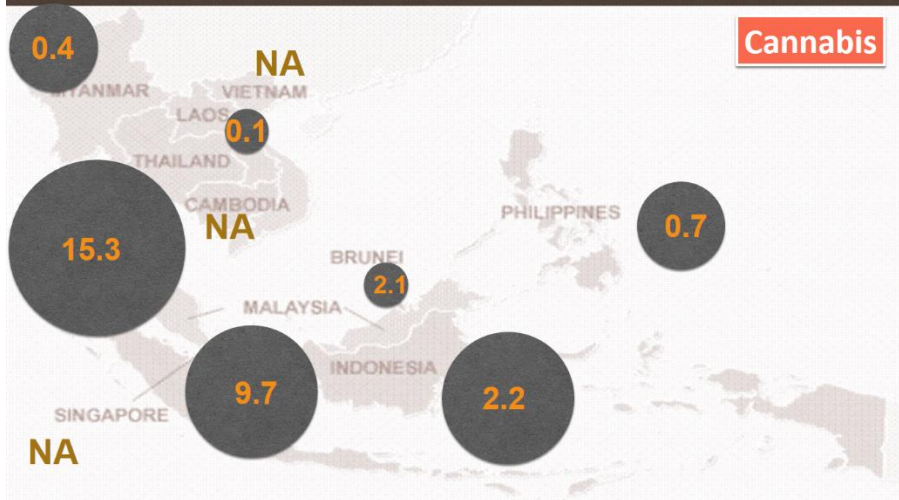 0.4
Cannabis
NA
MYANMAR
VIETNAM
LAOS
0.1
THAILAND
CAMBODIA
NA
PHILIPPINES
0.7
15.3
BRUNEI
2.1
MALAYSIA
INDONESIA
9.7
2.2
SINGAPORE
NA